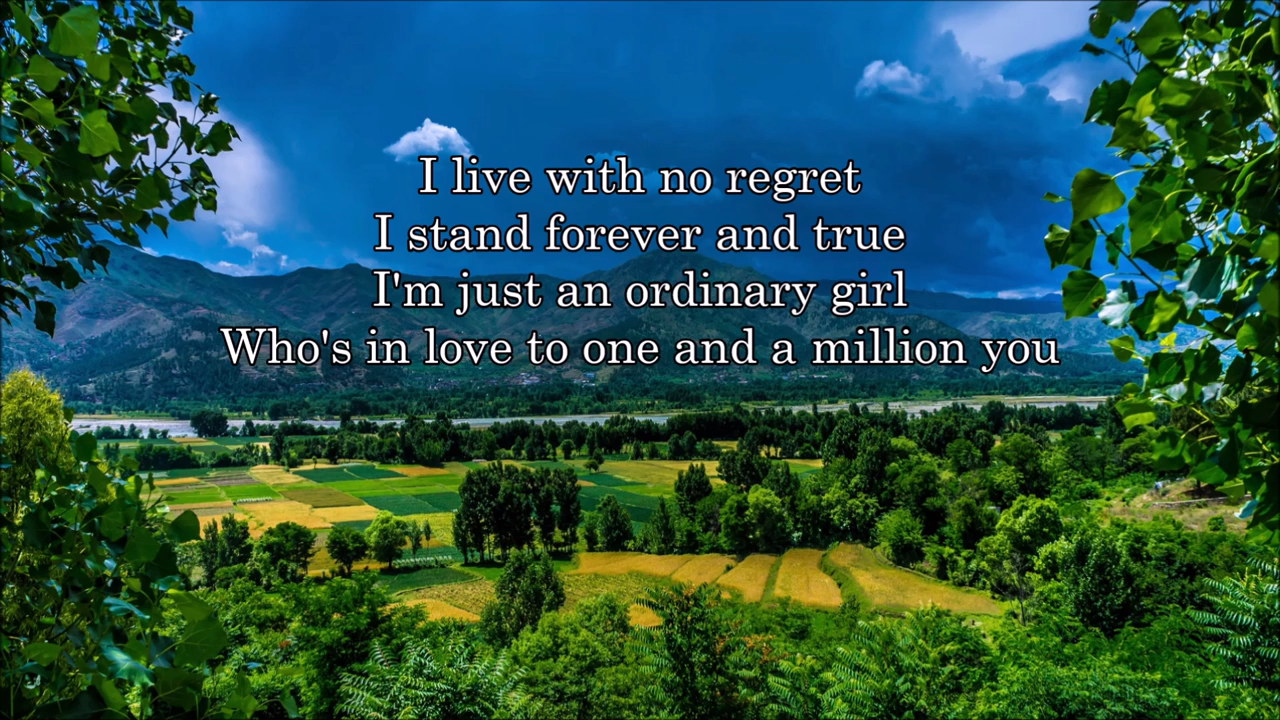 I live with no regret
I stand forever and true
I'm just an ordinary girl
Who's in love to one and a million you